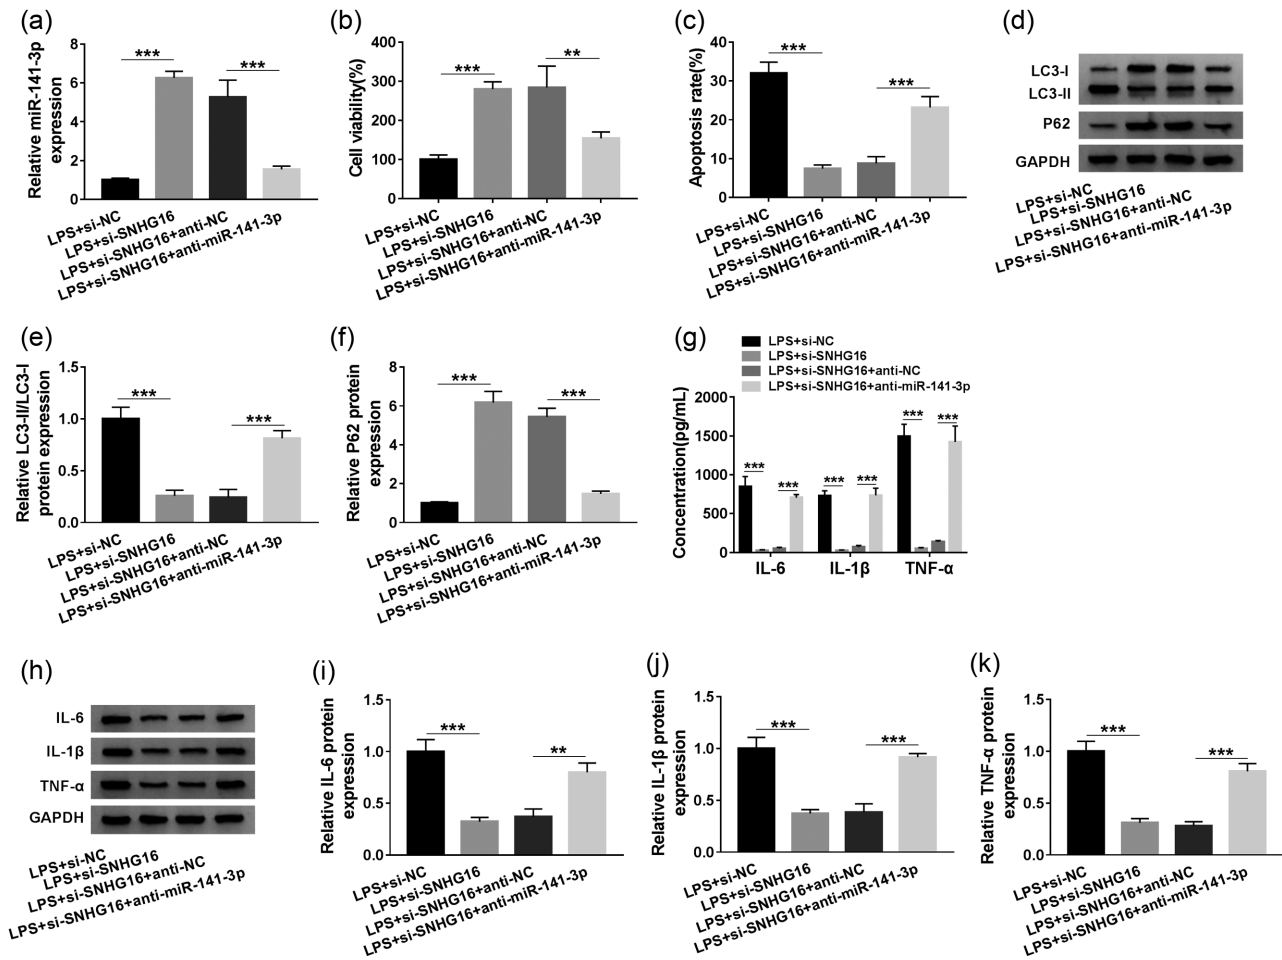 (a)
Relative miR-141-3p
expression
8
6
4
2
0
***
***
LPS+si-NC
LPS+si-SNHG16
LPS+si-SNHG16+anti-NC
LPS+si-SNHG16+anti-miR-141-3p
(b)
Cell viability(%)
400
300
200
100
0
***
**
LPS+si-NC
LPS+si-SNHG16
LPS+si-SNHG16+anti-NC
LPS+si-SNHG16+anti-miR-141-3p
(c)
Apoptosis rate(%)
40
30
20
10
0
***
***
LPS+si-NC
LPS+si-SNHG16
LPS+si-SNHG16+anti-NC
LPS+si-SNHG16+anti-miR-141-3p
(d)
LC3-I
LC3-II
P62
GAPDH
LPS+si-NC
LPS+si-SNHG16
LPS+si-SNHG16+anti-NC
LPS+si-SNHG16+anti-miR-141-3p
(e)
Relative LC3-II/LC3-I
protein expression
1.5
1.0
0.5
0.0
***
***
LPS+si-NC
LPS+si-SNHG16
LPS+si-SNHG16+anti-NC
LPS+si-SNHG16+anti-miR-141-3p
(f)
Relative P62 protein
expression
8
6
4
2
0
***
***
LPS+si-NC
LPS+si-SNHG16
LPS+si-SNHG16+anti-NC
LPS+si-SNHG16+anti-miR-141-3p
(g)
LPS+si-NC
LPS+si-SNHG16
LPS+si-SNHG16+anti-NC
LPS+si-SNHG16+anti-miR-141-3p
Concentration(pg/mL)
2000
1500
1000
500
0
***
***
***
***
***
***
IL-6
IL-1β
TNF-α
(h)
IL-6
IL-1β
TNF-α
GAPDH
LPS+si-NC
LPS+si-SNHG16
LPS+si-SNHG16+anti-NC
LPS+si-SNHG16+anti-miR-141-3p
(i)
Relative IL-6 protein
expression
1.5
1.0
0.5
0.0
***
**
LPS+si-NC
LPS+si-SNHG16
LPS+si-SNHG16+anti-NC
LPS+si-SNHG16+anti-miR-141-3p
(j)
Relative IL-1β protein
expression
1.5
1.0
0.5
0.0
***
***
LPS+si-NC
LPS+si-SNHG16
LPS+si-SNHG16+anti-NC
LPS+si-SNHG16+anti-miR-141-3p
(k)
Relative TNF-α protein
expression
1.5
1.0
0.5
0.0
***
***
LPS+si-NC
LPS+si-SNHG16
LPS+si-SNHG16+anti-NC
LPS+si-SNHG16+anti-miR-141-3p